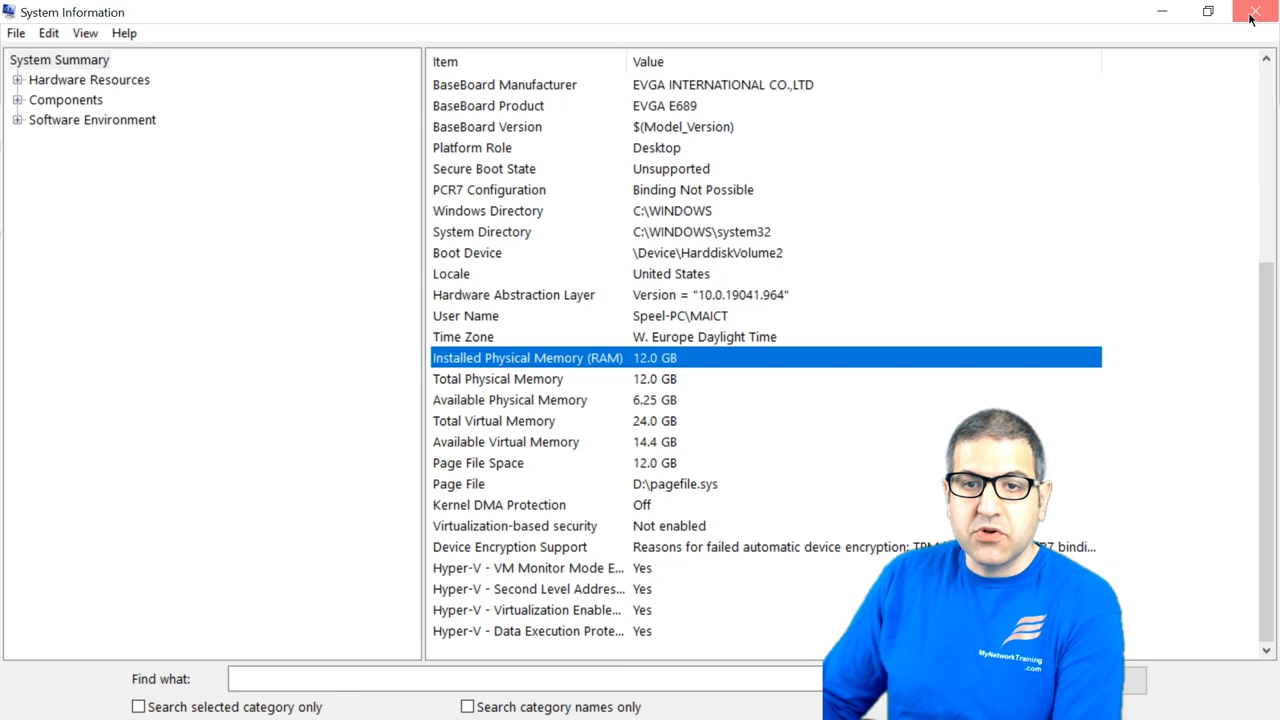 System Information
File Edit View Help
System Summary
Hardware Resources
Components
Software Environment
Item Value
BaseBoard Manufacturer EVGA INTERNATIONAL CO.,LTD
BaseBoard Product EVGA E689
BaseBoard Version $(Model_Version)
Platform Role Desktop
Secure Boot State Unsupported
PCR7 Configuration Binding Not Possible
Windows Directory C:\WINDOWS
System Directory C:\WINDOWS\system32
Boot Device \Device\HarddiskVolume2
Locale United States
Hardware Abstraction Layer Version = "10.0.19041.964"
User Name Speel-PC\MAICT
Time Zone W. Europe Daylight Time
Installed Physical Memory (RAM) 12.0 GB
Total Physical Memory 12.0 GB
Available Physical Memory 6.25 GB
Total Virtual Memory 24.0 GB
Available Virtual Memory 14.4 GB
Page File Space 12.0 GB
Page File D:\pagefile.sys
Kernel DMA Protection Off
Virtualization-based security Not enabled
Device Encryption Support Reasons for failed automatic device encryption: bindi...
Hyper-V - VM Monitor Mode E... Yes
Hyper-V - Second Level Addres... Yes
Hyper-V - Virtualization Enable... Yes
Hyper-V - Data Execution Prote... Yes
Find what:
Search selected category only Search category names only
MyNetworkTraining
.com